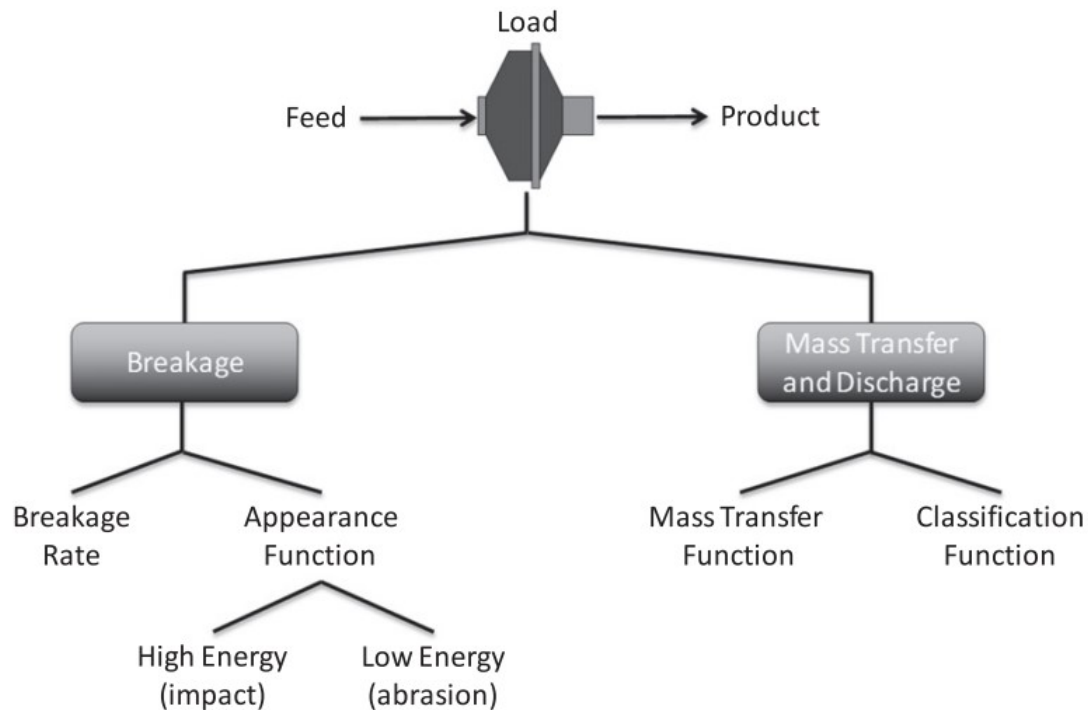 Load
Feed
Product
Breakage
Mass Transfer
and Discharge
Breakage
Rate
Appearance
Function
Mass Transfer
Function
Classification
Function
High Energy
(impact)
Low Energy
(abrasion)